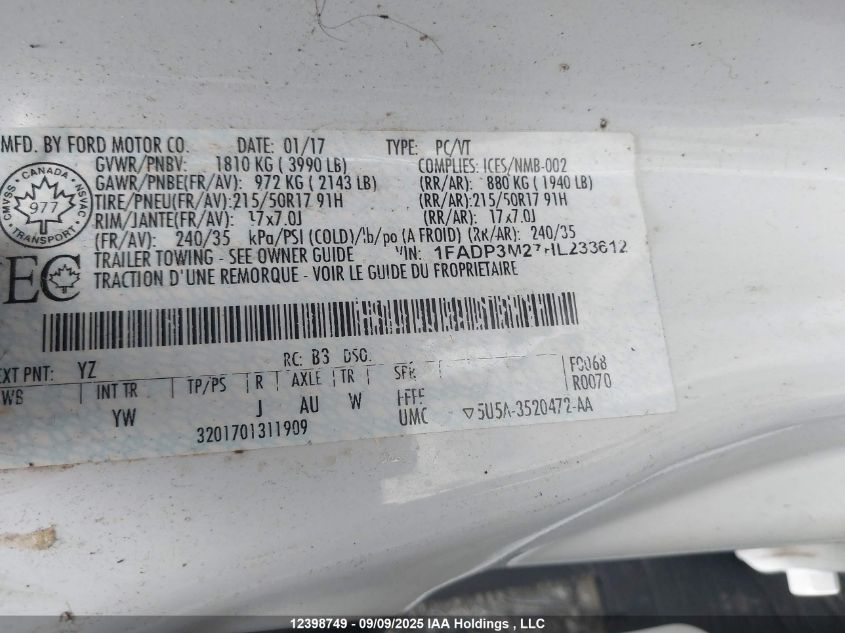 MFD. BY FORD MOTOR CO. DATE: 01/17 TYPE: PC/VT
GVWR/PNBV: 1810 KG ( 3990 LB) COMPLIES: ICES/NMB-002
GAWR/PNBE(FR/AV): 972 KG ( 2143 LB) (RR/AR): 880 KG ( 1940 LB)
TIRE/PNEU(FR/AV): 215/50R17 91H (RR/AR): 215/50R17 91H
RIM/JANTE(FR/AV): 17x7.0J (RR/AR): 17x7.0J
(FR/AV): 240/35 kPa/PSI (COLD)/lb/po (A FROID) (RR/AR): 240/35
TRAILER TOWING - SEE OWNER GUIDE VIN: 1FADP3M27HL233612
TRACTION D'UNE REMORQUE - VOIR LE GUIDE DU PROPRIETAIRE
CMVSS · CANADA · NSVAC
977
TRANSPORT
EC
EXT PNT: YZ RC: B3 DSO:
WB INT TR TP/PS R AXLE TR SPR F0068
R0070
YW J AU W
UMC ▽5U5A-3520472-AA
3201701311909
12398749 - 09/09/2025 IAA Holdings , LLC